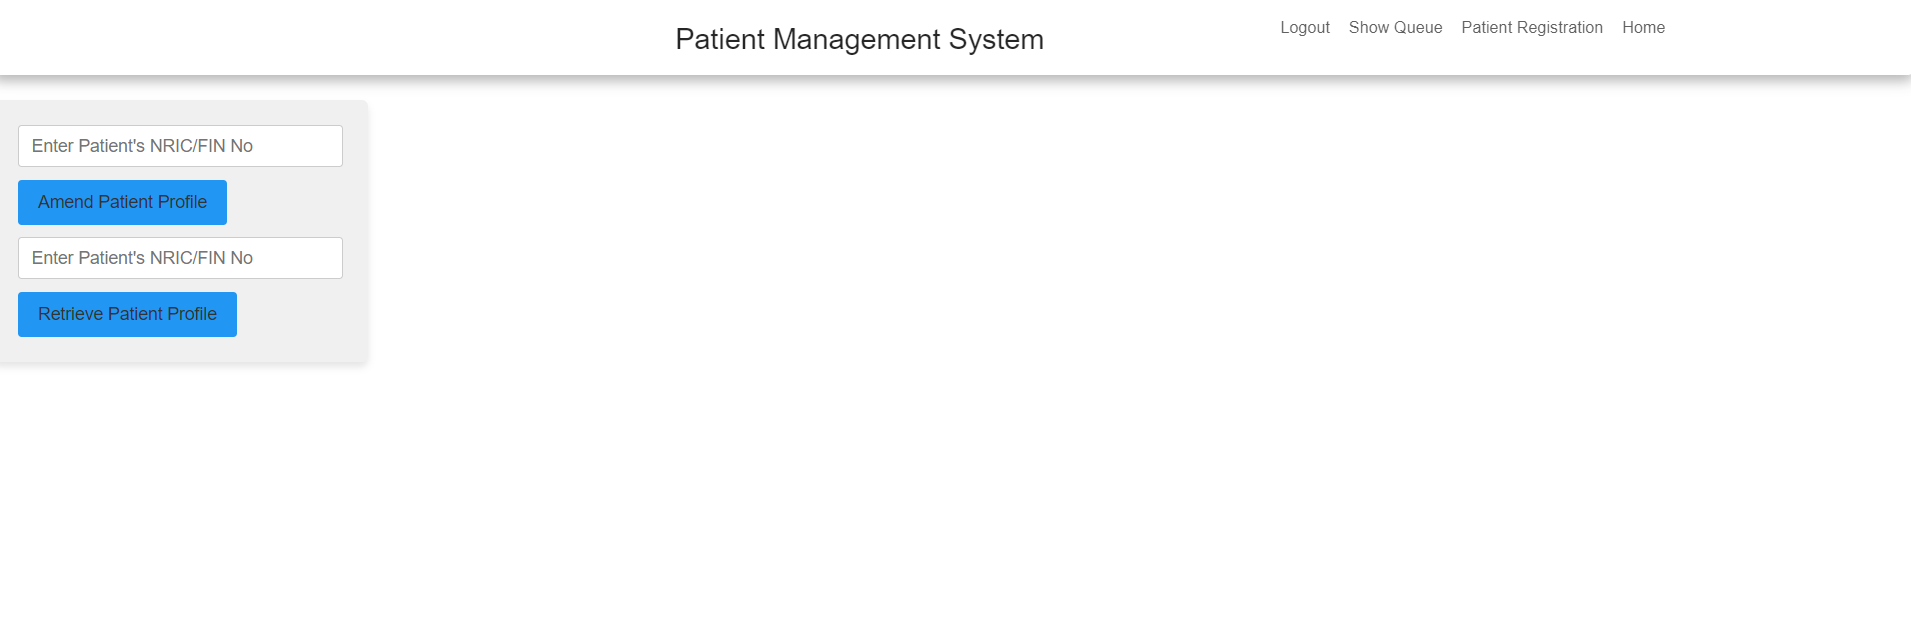 Patient Management System
Logout Show Queue Patient Registration Home
Enter Patient's NRIC/FIN No
Amend Patient Profile
Enter Patient's NRIC/FIN No
Retrieve Patient Profile